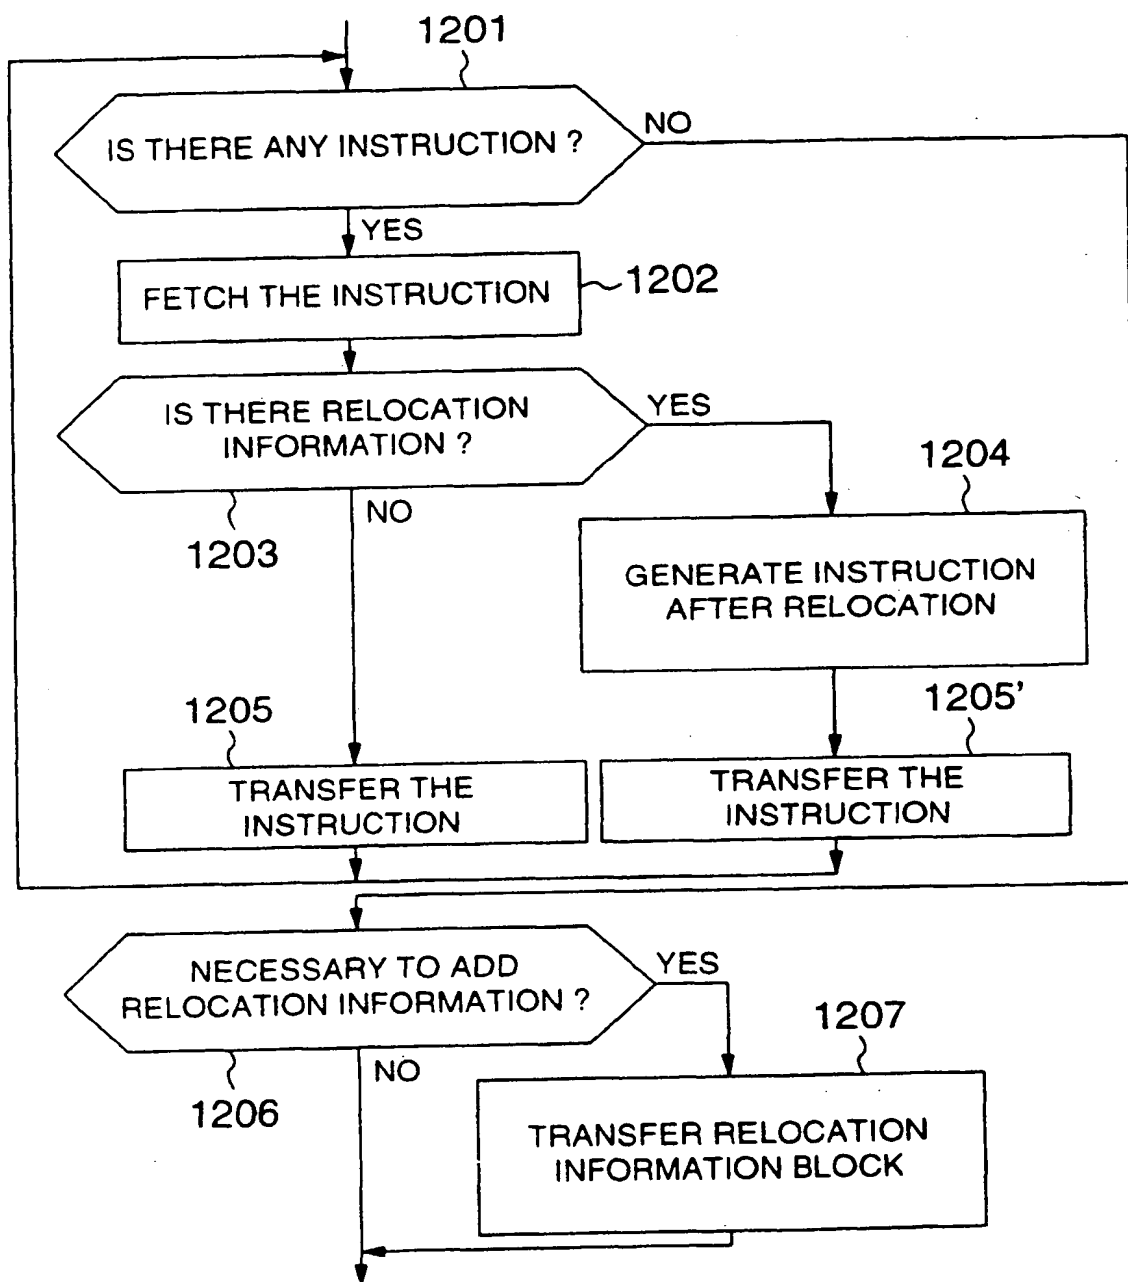 1201
IS THERE ANY INSTRUCTION ?
NO
YES
FETCH THE INSTRUCTION
1202
IS THERE RELOCATION
INFORMATION ?
YES
NO
1203
1204
GENERATE INSTRUCTION
AFTER RELOCATION
1205
1205'
TRANSFER THE
INSTRUCTION
TRANSFER THE
INSTRUCTION
NECESSARY TO ADD
RELOCATION INFORMATION ?
YES
NO
1206
1207
TRANSFER RELOCATION
INFORMATION BLOCK